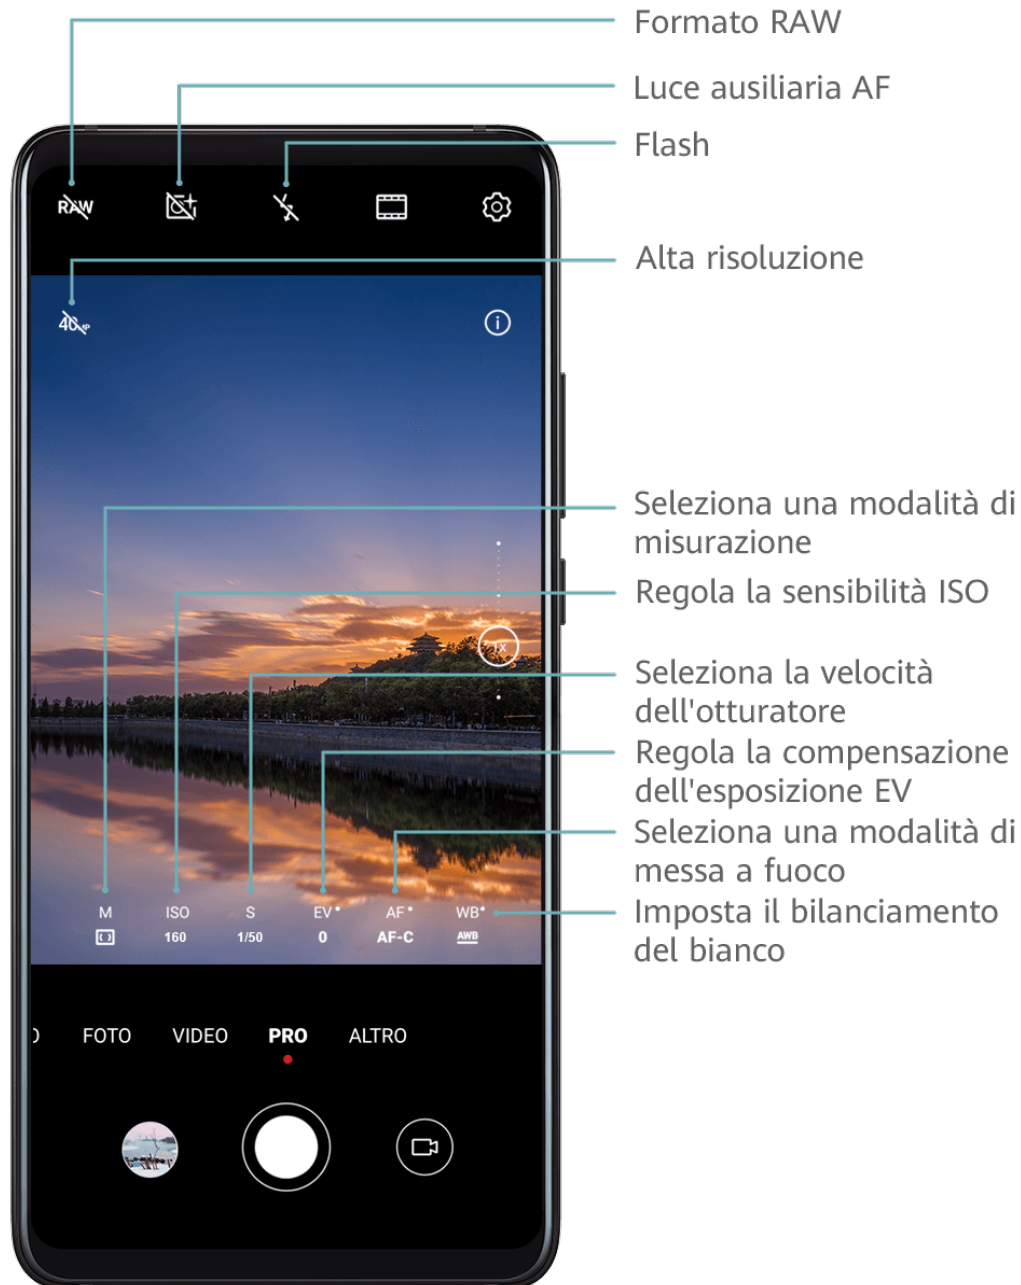 Formato RAW
Luce ausiliaria AF
Flash
RAW
Alta risoluzione
40MP
Seleziona una modalità di
misurazione
Regola la sensibilità ISO
1x
Seleziona la velocità
dell'otturatore
Regola la compensazione
dell'esposizione EV
Seleziona una modalità di
messa a fuoco
Imposta il bilanciamento
del bianco
M ISO S EV AF WB
160 1/50 0 AF-C AWB
O FOTO VIDEO PRO ALTRO